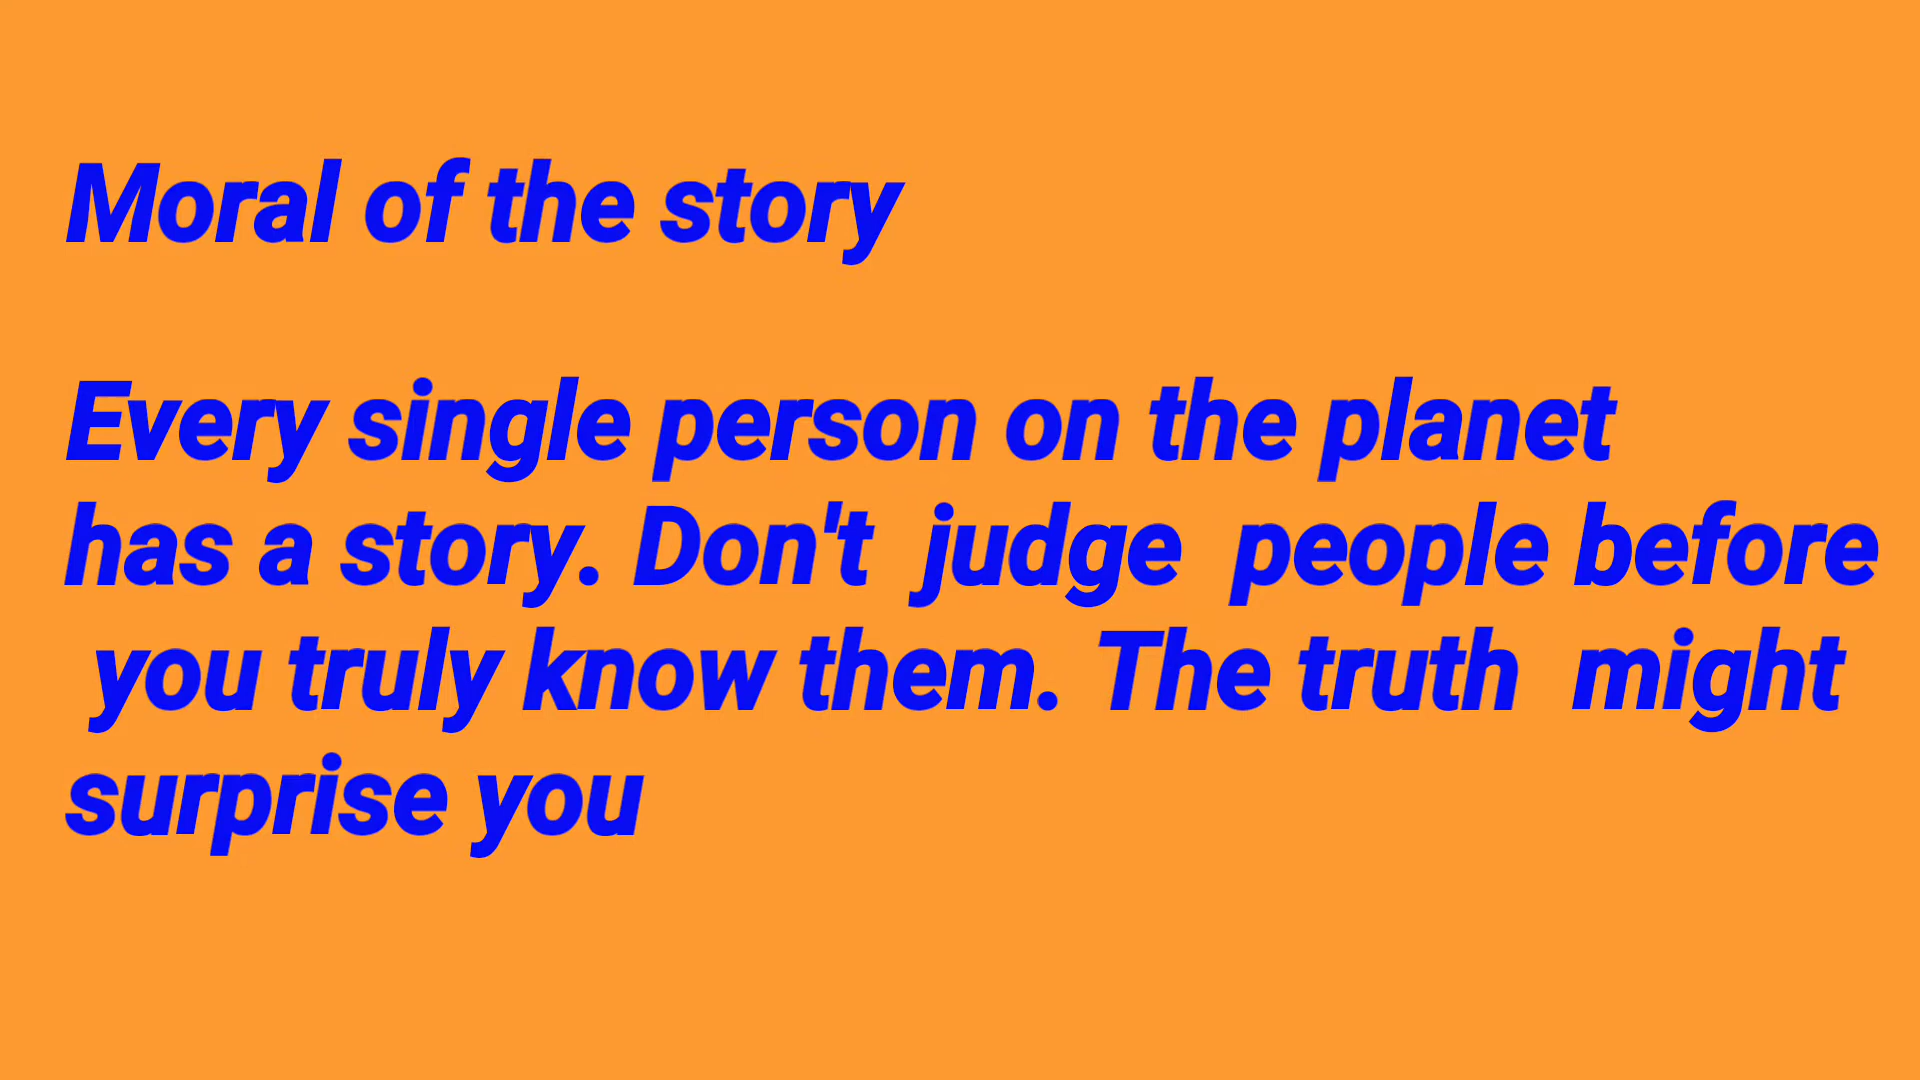 Moral of the story
Every single person on the planet
has a story. Don't  judge  people before
you truly know them. The truth  might
surprise you